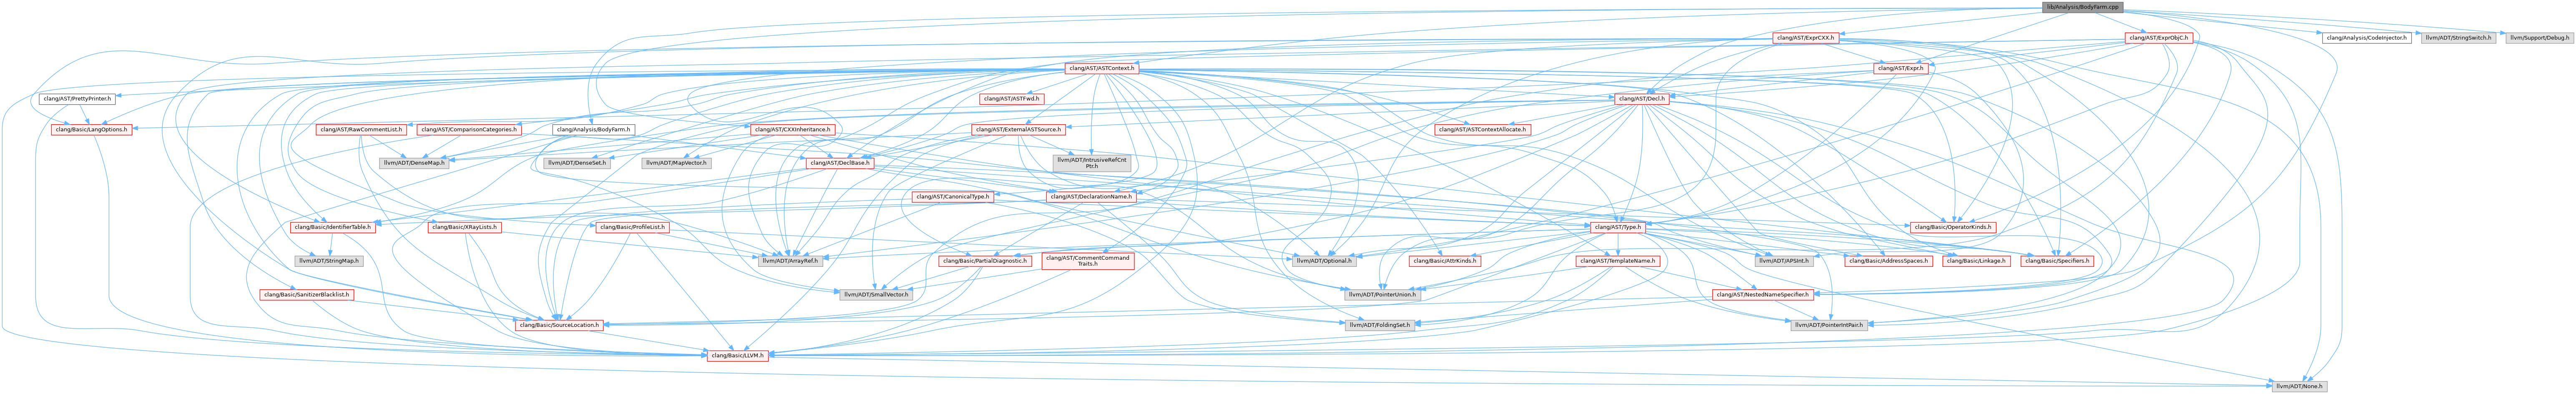 lib/Analysis/BodyFarm.cpp
clang/AST/ExprCXX.h
clang/AST/ExprObjC.h
clang/Analysis/CodeInjector.h
llvm/ADT/StringSwitch.h
llvm/Support/Debug.h
clang/AST/ASTContext.h
clang/AST/Expr.h
clang/AST/PrettyPrinter.h
clang/AST/ASTFwd.h
clang/AST/Decl.h
clang/Basic/LangOptions.h
clang/AST/RawCommentList.h
clang/AST/ComparisonCategories.h
clang/Analysis/BodyFarm.h
clang/AST/CXXInheritance.h
clang/AST/ExternalASTSource.h
clang/AST/ASTContextAllocate.h
llvm/ADT/DenseMap.h
llvm/ADT/DenseSet.h
llvm/ADT/MapVector.h
clang/AST/DeclBase.h
llvm/ADT/IntrusiveRefCnt
Ptr.h
clang/AST/CanonicalType.h
clang/AST/DeclarationName.h
clang/Basic/IdentifierTable.h
clang/Basic/XRayLists.h
clang/Basic/ProfileList.h
clang/AST/Type.h
clang/Basic/OperatorKinds.h
llvm/ADT/StringMap.h
llvm/ADT/ArrayRef.h
clang/Basic/PartialDiagnostic.h
clang/AST/CommentCommand
Traits.h
llvm/ADT/Optional.h
clang/Basic/AttrKinds.h
clang/AST/TemplateName.h
llvm/ADT/APSInt.h
clang/Basic/AddressSpaces.h
clang/Basic/Linkage.h
clang/Basic/Specifiers.h
clang/Basic/SanitizerBlacklist.h
llvm/ADT/SmallVector.h
llvm/ADT/PointerUnion.h
clang/AST/NestedNameSpecifier.h
clang/Basic/SourceLocation.h
llvm/ADT/FoldingSet.h
llvm/ADT/PointerIntPair.h
clang/Basic/LLVM.h
llvm/ADT/None.h